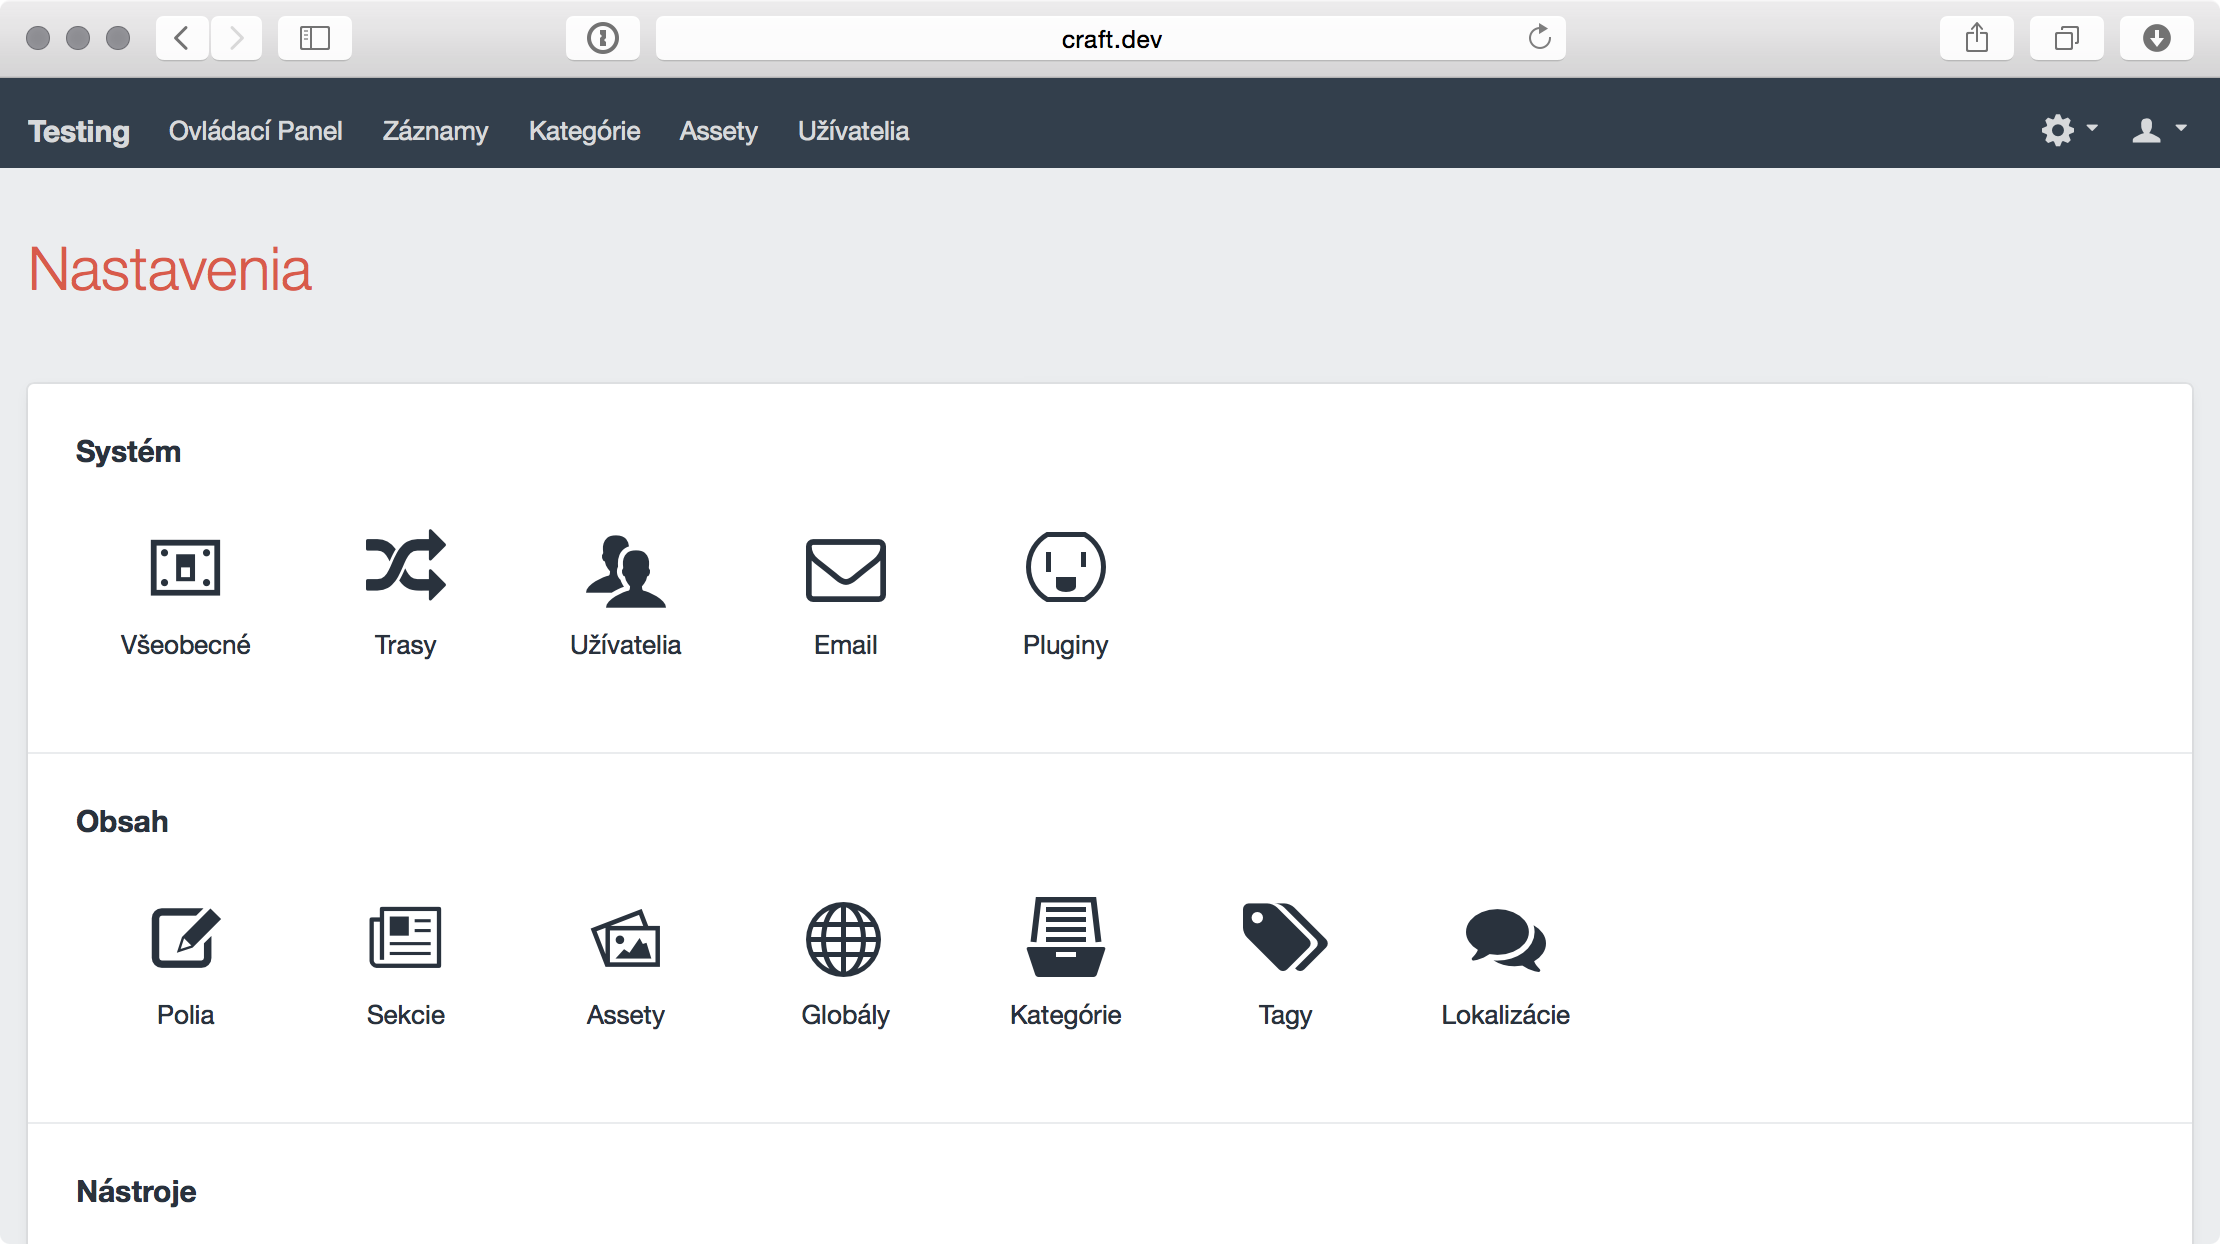 craft.dev
Testing Ovládací Panel Záznamy Kategórie Assety Užívatelia
Nastavenia
Systém
Všeobecné Trasy Užívatelia Email Pluginy
Obsah
Polia Sekcie Assety Globály Kategórie Tagy Lokalizácie
Nástroje